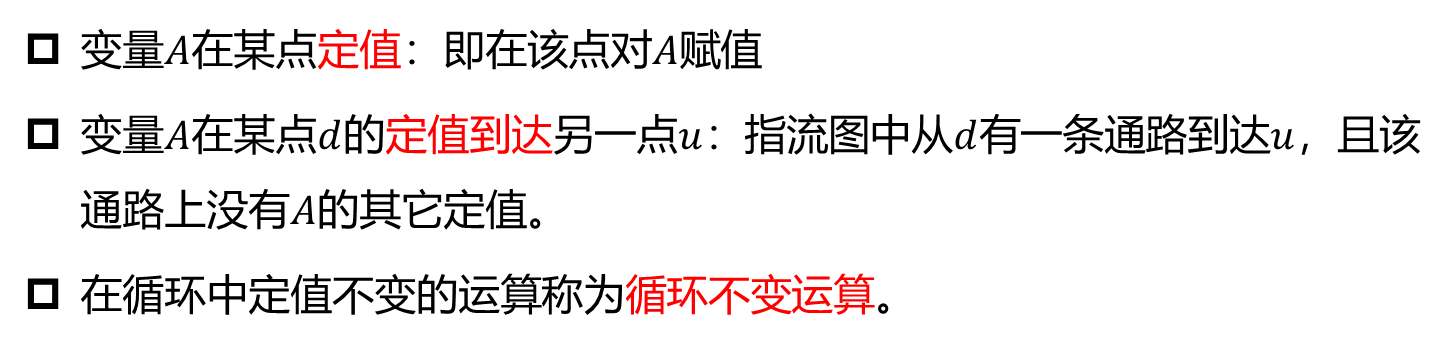 变量A在某点定值：即在该点对A赋值
变量A在某点d的定值到达另一点u：指流图中从d有一条通路到达u，且该
通路上没有A的其它定值。
在循环中定值不变的运算称为循环不变运算。